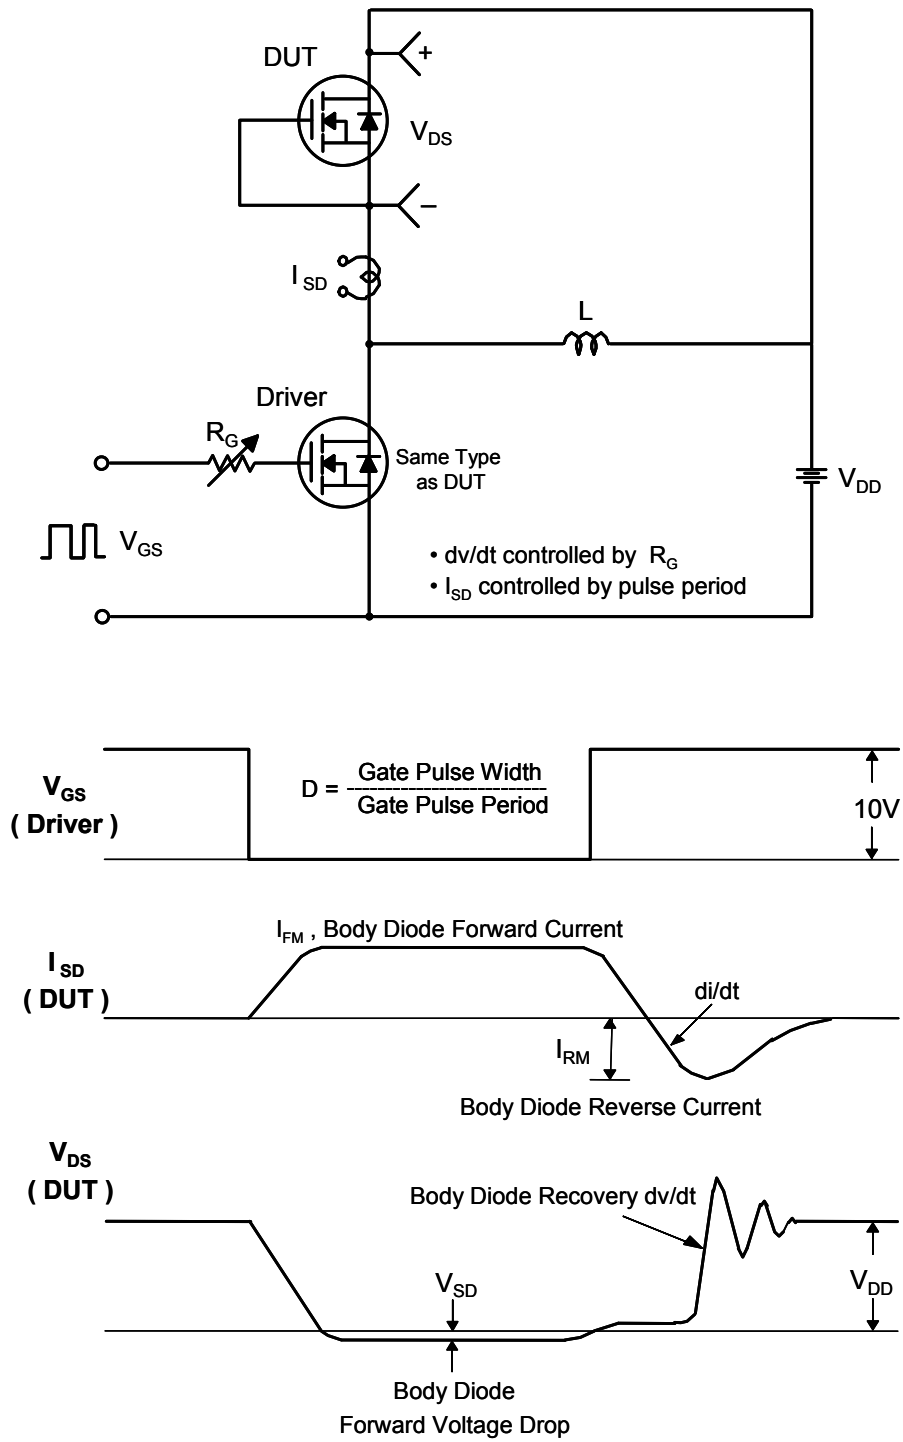 DUT
+
V_DS
–
I_SD
L
Driver
R_G
Same Type
as DUT
V_DD
V_GS
• dv/dt controlled by R_G
• I_SD controlled by pulse period
V_GS
( Driver )
D = Gate Pulse Width
Gate Pulse Period
10V
I_FM , Body Diode Forward Current
I_SD
( DUT )
di/dt
I_RM
Body Diode Reverse Current
V_DS
( DUT )
Body Diode Recovery dv/dt
V_SD
V_DD
Body Diode
Forward Voltage Drop